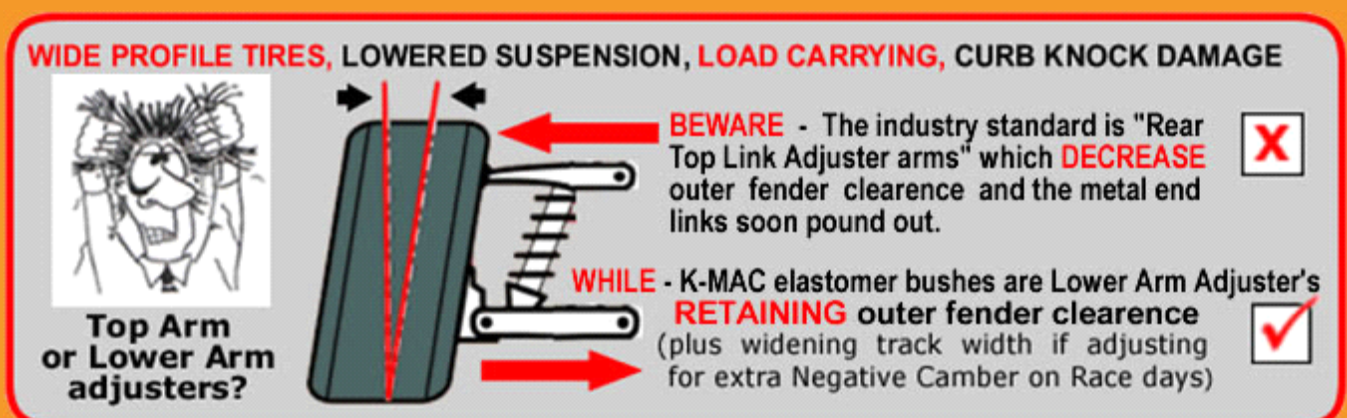 WIDE PROFILE TIRES, LOWERED SUSPENSION, LOAD CARRYING, CURB KNOCK DAMAGE
Top Arm
or Lower Arm
adjusters?
BEWARE - The industry standard is "Rear
Top Link Adjuster arms" which DECREASE
outer fender clearence and the metal end
links soon pound out.
X
WHILE - K-MAC elastomer bushes are Lower Arm Adjuster's
RETAINING outer fender clearence
(plus widening track width if adjusting
for extra Negative Camber on Race days)